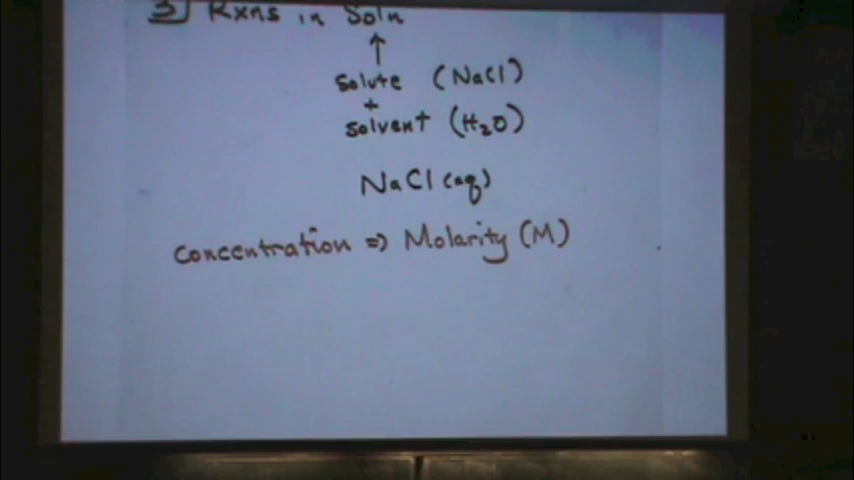 3) Rxns in Soln
↑
Solute (NaCl)
+
Solvent (H₂O)
NaCl (aq)
Concentration => Molarity (M)